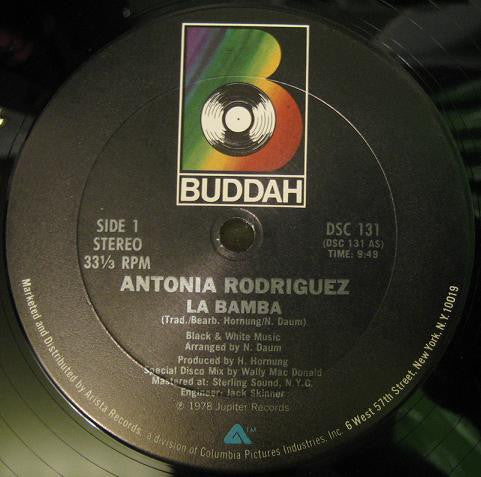 B
BUDDAH
SIDE 1
STEREO
33⅓ RPM
DSC 131
(DSC 131 AS)
TIME: 9:49
ANTONIA RODRIGUEZ
LA BAMBA
(Trad./Bearb. Hornung/N. Daum)
Black & White Music
Arranged by N. Daum
Produced by H. Hornung
Special Disco Mix by Wally Mac Donald
Mastered at: Sterling Sound, N.Y.C.
Engineer: Jack Skinner
℗ 1978 Jupiter Records
TM
Marketed and Distributed by Arista Records, a division of Columbia Pictures Industries, Inc. 6 West 57th Street, New York, N.Y. 10019